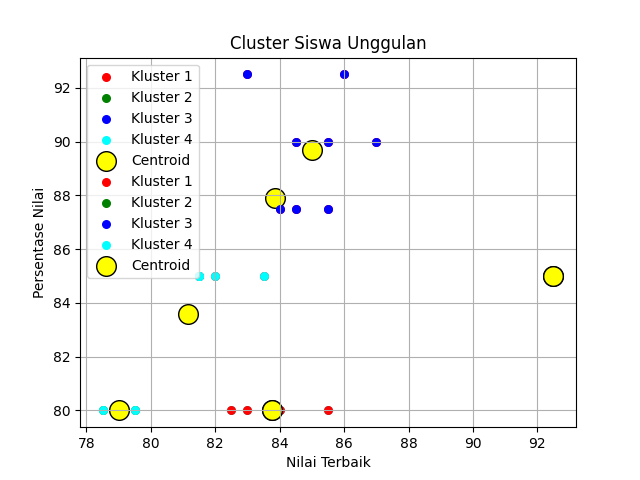 Cluster Siswa Unggulan
Kluster 1
Kluster 2
Kluster 3
Kluster 4
Centroid
Kluster 1
Kluster 2
Kluster 3
Kluster 4
Centroid
Persentase Nilai
92
90
88
86
84
82
80
78 80 82 84 86 88 90 92
Nilai Terbaik